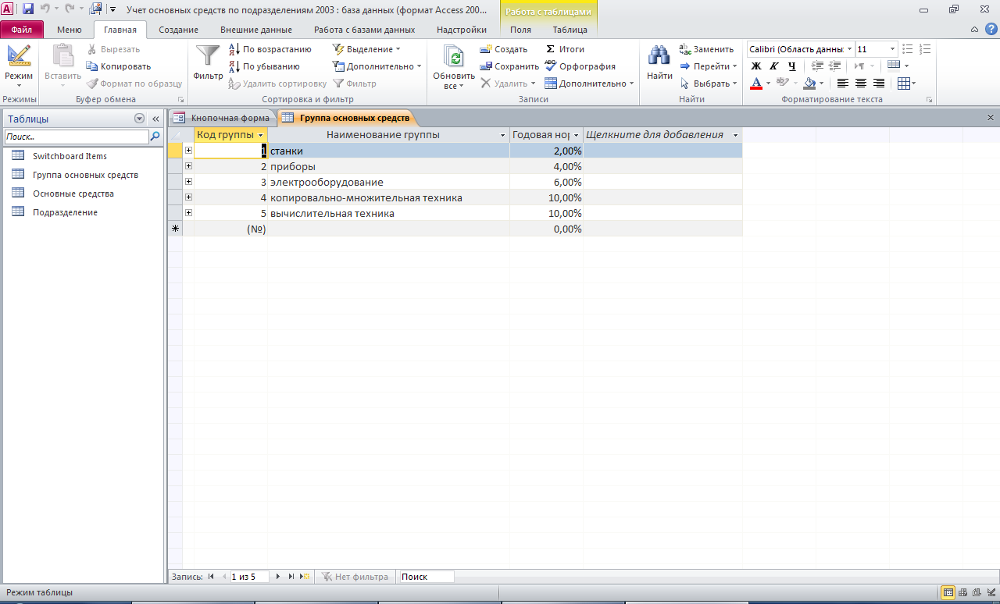 Учет основных средств по подразделениям 2003 : база данных (формат Access 200...
Работа с таблицами
Файл Меню Главная Создание Внешние данные Работа с базами данных Надстройки Поля Таблица
Режим
Режимы
Вставить
Вырезать
Копировать
Формат по образцу
Буфер обмена
Фильтр
По возрастанию
По убыванию
Удалить сортировку
Выделение
Дополнительно
Фильтр
Сортировка и фильтр
Обновить все
Создать
Сохранить
Удалить
Итоги
Орфография
Дополнительно
Записи
Найти
Заменить
Перейти
Выбрать
Найти
Calibri (Область данны 11
Ж К Ч
Форматирование текста
Таблицы
Поиск...
Switchboard Items
Группа основных средств
Основные средства
Подразделение
Кнопочная форма Группа основных средств
Код группы Наименование группы Годовая нор Щелкните для добавления
1 станки 2,00%
2 приборы 4,00%
3 электрооборудование 6,00%
4 копировально-множительная техника 10,00%
5 вычислительная техника 10,00%
(№) 0,00%
Запись: 1 из 5 Нет фильтра Поиск
Режим таблицы